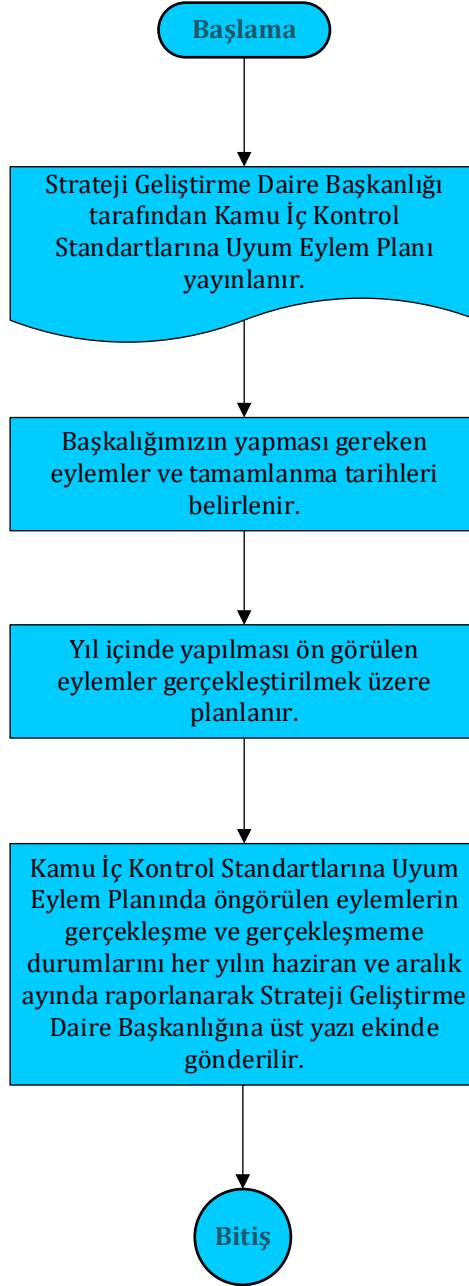 Başlama
Strateji Geliştirme Daire Başkanlığı
tarafından Kamu İç Kontrol
Standartlarına Uyum Eylem Planı
yayınlanır.
Başkalığımızın yapması gereken
eylemler ve tamamlanma tarihleri
belirlenir.
Yıl içinde yapılması ön görülen
eylemler gerçekleştirilmek üzere
planlanır.
Kamu İç Kontrol Standartlarına Uyum
Eylem Planında öngörülen eylemlerin
gerçekleşme ve gerçekleşmeme
durumlarını her yılın haziran ve aralık
ayında raporlanarak Strateji Geliştirme
Daire Başkanlığına üst yazı ekinde
gönderilir.
Bitiş